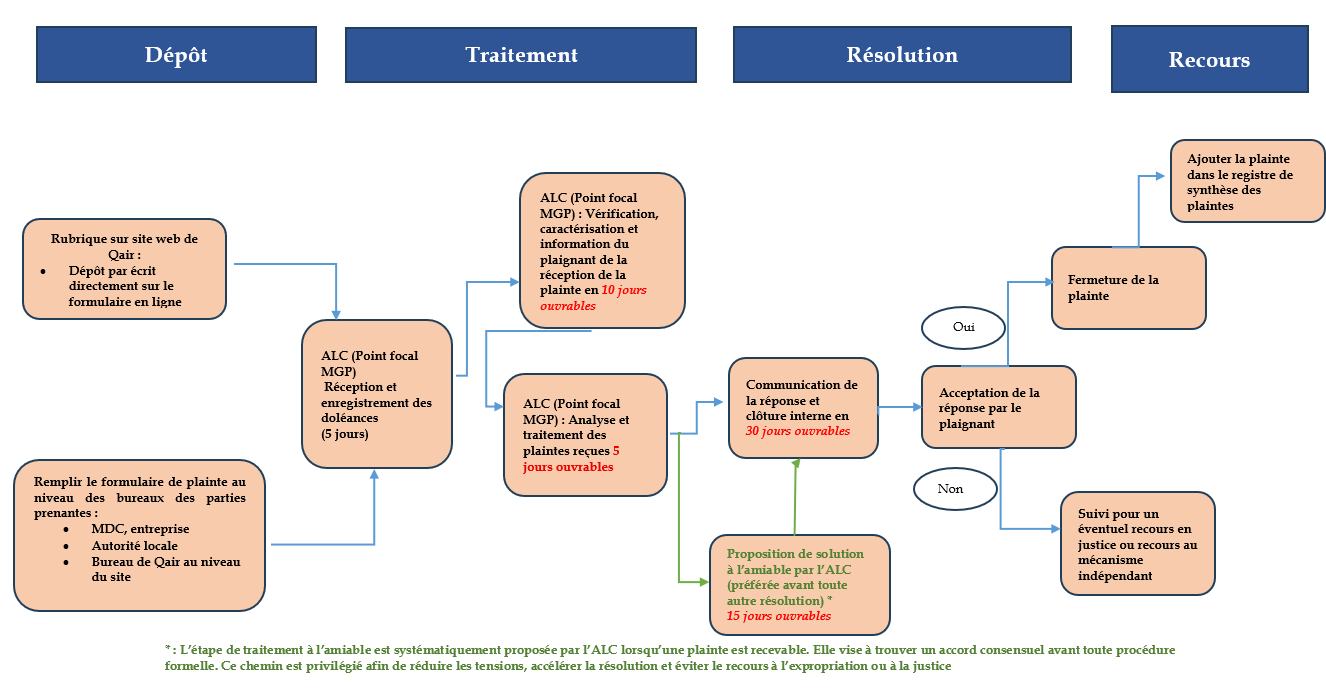 Dépôt
Traitement
Résolution
Recours
Rubrique sur site web de
Qair :
• Dépôt par écrit
directement sur le
formulaire en ligne
Remplir le formulaire de plainte au
niveau des bureaux des parties
prenantes :
• MDC, entreprise
• Autorité locale
• Bureau de Qair au niveau
du site
ALC (Point focal
MGP)
Réception et
enregistrement des
doléances
(5 jours)
ALC (Point focal
MGP) : Vérification,
caractérisation et
information du
plaignant de la
réception de la
plainte en 10 jours
ouvrables
ALC (Point focal
MGP) : Analyse et
traitement des
plaintes reçues 5
jours ouvrables
Communication de
la réponse et
clôture interne en
30 jours ouvrables
Proposition de solution
à l’amiable par l’ALC
(préférée avant toute
autre résolution) *
15 jours ouvrables
Acceptation de la
réponse par le
plaignant
Oui
Non
Fermeture de la
plainte
Ajouter la plainte
dans le registre de
synthèse des
plaintes
Suivi pour un
éventuel recours en
justice ou recours au
mécanisme
indépendant
* : L’étape de traitement à l’amiable est systématiquement proposée par l’ALC lorsqu’une plainte est recevable. Elle vise à trouver un accord consensuel avant toute procédure
formelle. Ce chemin est privilégié afin de réduire les tensions, accélérer la résolution et éviter le recours à l’expropriation ou à la justice